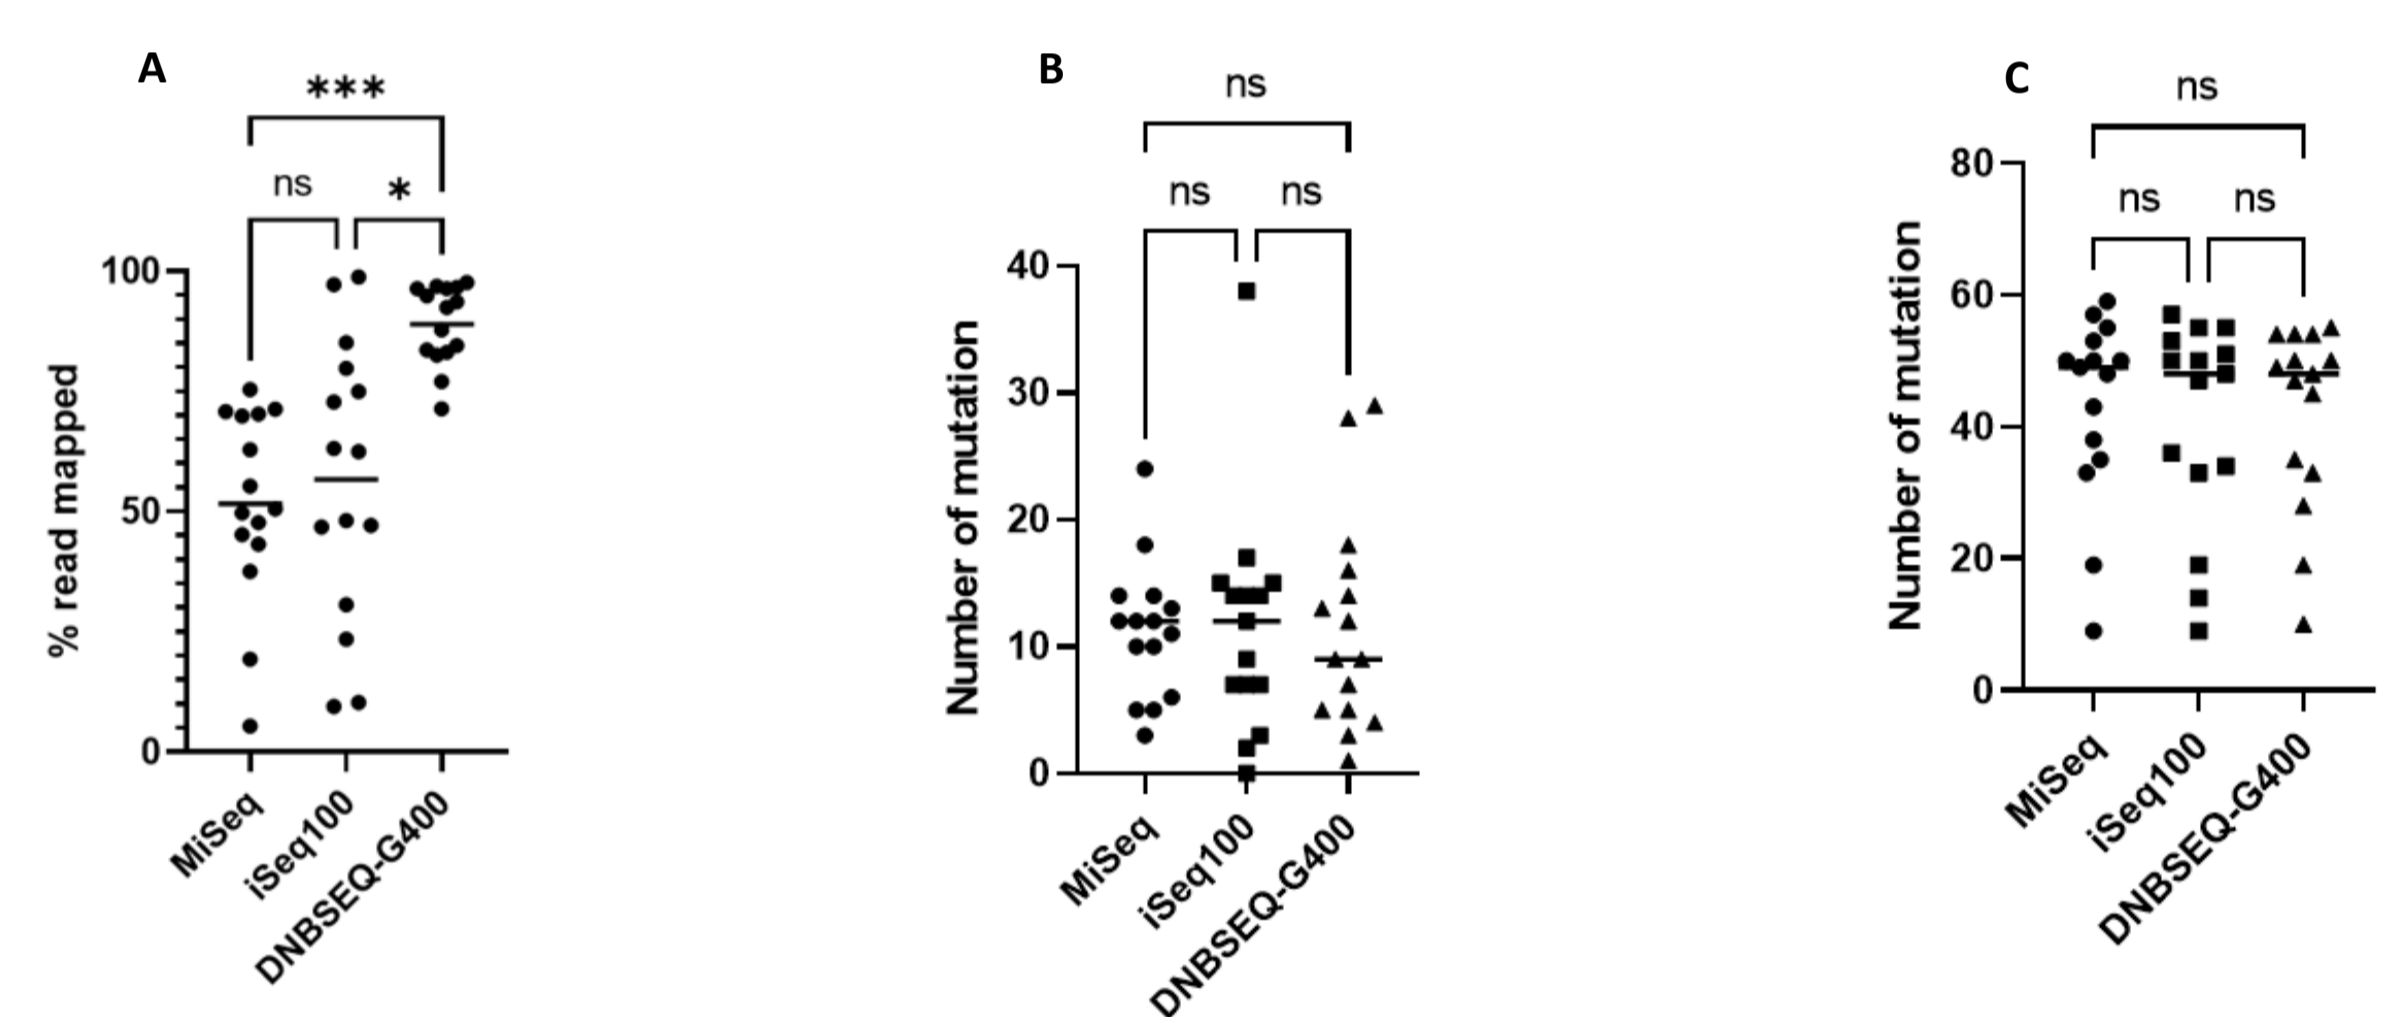 A
***
ns
*
100
50
0
% read mapped
MiSeq
iSeq100
DNBSEQ-G400
B
ns
ns
ns
40
30
20
10
0
Number of mutation
MiSeq
iSeq100
DNBSEQ-G400
C
ns
ns
ns
80
60
40
20
0
Number of mutation
MiSeq
iSeq100
DNBSEQ-G400